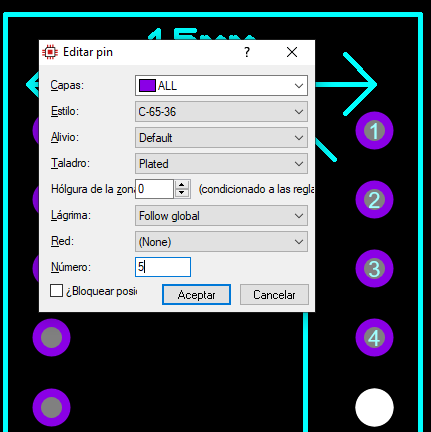 Editar pin ?
Capas: ALL
Estilo: C-65-36
Alivio: Default
Taladro: Plated
Hólgura de la zona 0 (condicionado a las regla
Lágrima: Follow global
Red: (None)
Número: 5
¿Bloquear posi
Aceptar Cancelar
1
2
3
4